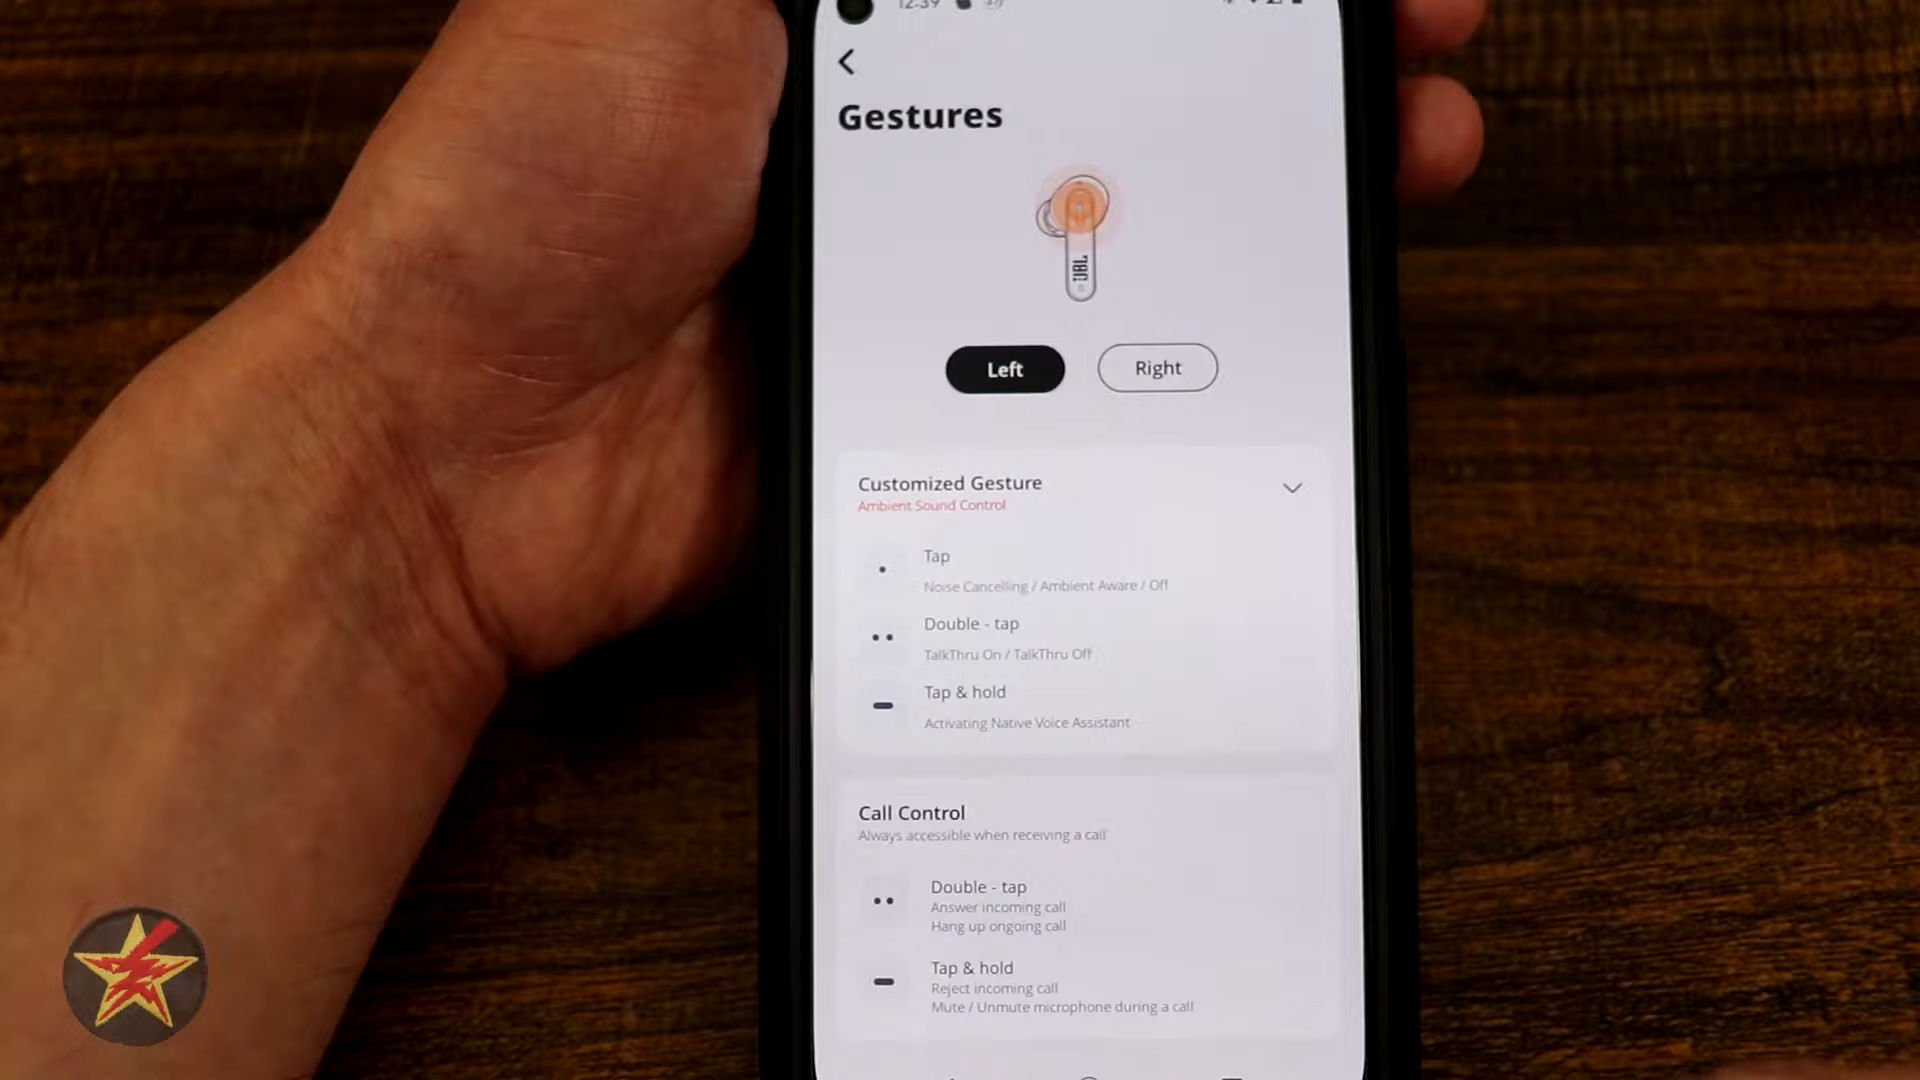 12:39
Gestures
JBL
Left
Right
Customized Gesture
Ambient Sound Control
Tap
Noise Cancelling / Ambient Aware / Off
Double - tap
TalkThru On / TalkThru Off
Tap & hold
Activating Native Voice Assistant
Call Control
Always accessible when receiving a call
Double - tap
Answer incoming call
Hang up ongoing call
Tap & hold
Reject incoming call
Mute / Unmute microphone during a call